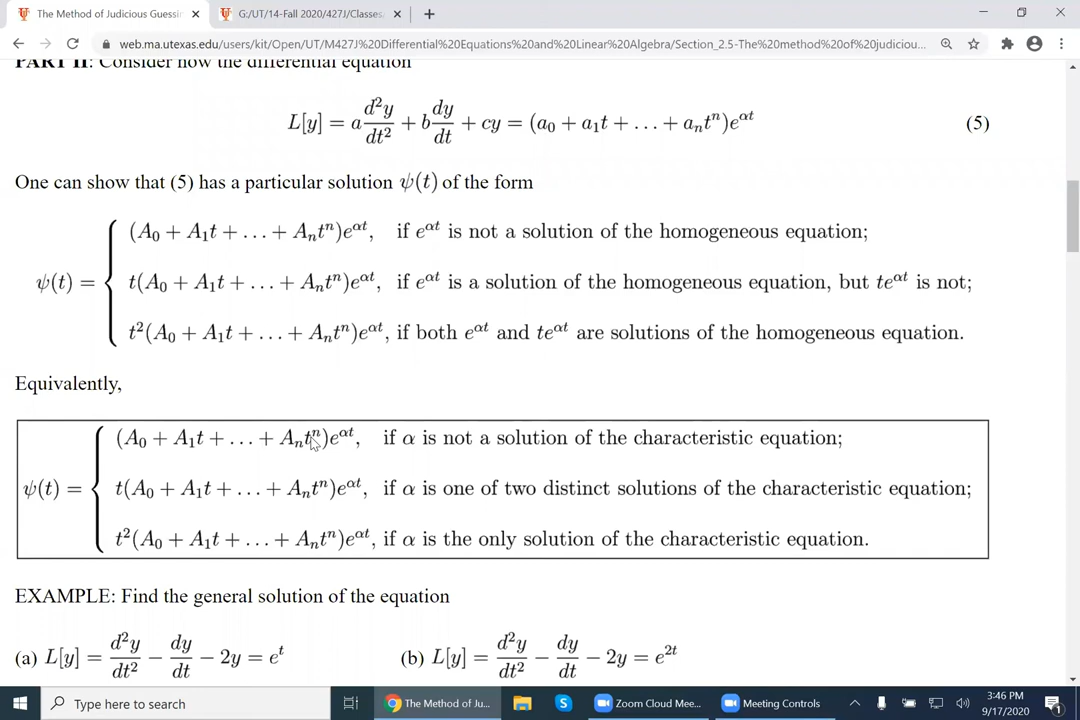 The Method of Judicious Guessin
G:/UT/14-Fall 2020/427J/Classes/
web.ma.utexas.edu/users/kit/Open/UT/M427J%20Differential%20Equations%20and%20Linear%20Algebra/Section_2.5-The%20method%20of%20judiciou...
PART II: Consider now the differential equation
L[y] = a d²y/dt² + b dy/dt + cy = (a₀ + a₁t + . . . + aₙtⁿ)e^{αt} (5)
One can show that (5) has a particular solution ψ(t) of the form
(A₀ + A₁t + . . . + Aₙtⁿ)e^{αt}, if e^{αt} is not a solution of the homogeneous equation;
ψ(t) = { t(A₀ + A₁t + . . . + Aₙtⁿ)e^{αt}, if e^{αt} is a solution of the homogeneous equation, but te^{αt} is not;
t²(A₀ + A₁t + . . . + Aₙtⁿ)e^{αt}, if both e^{αt} and te^{αt} are solutions of the homogeneous equation.
Equivalently,
(A₀ + A₁t + . . . + Aₙtⁿ)e^{αt}, if α is not a solution of the characteristic equation;
ψ(t) = { t(A₀ + A₁t + . . . + Aₙtⁿ)e^{αt}, if α is one of two distinct solutions of the characteristic equation;
t²(A₀ + A₁t + . . . + Aₙtⁿ)e^{αt}, if α is the only solution of the characteristic equation.
EXAMPLE: Find the general solution of the equation
(a) L[y] = d²y/dt² − dy/dt − 2y = e^t (b) L[y] = d²y/dt² − dy/dt − 2y = e^{2t}
Type here to search
The Method of Ju...
Zoom Cloud Mee...
Meeting Controls
3:46 PM
9/17/2020
1